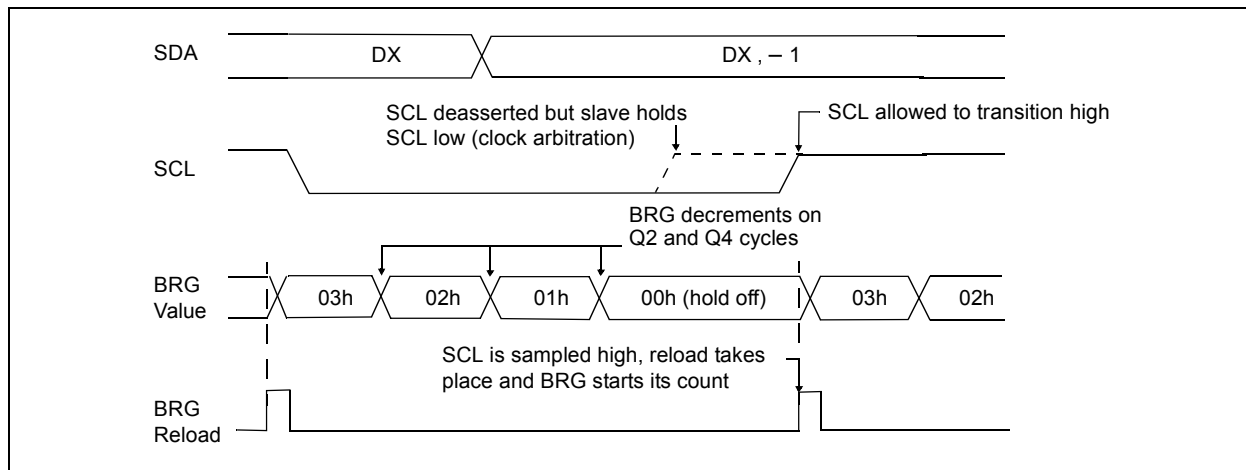 SDA
DX
DX , – 1
SCL deasserted but slave holds
SCL low (clock arbitration)
SCL allowed to transition high
SCL
BRG decrements on
Q2 and Q4 cycles
BRG
Value
03h
02h
01h
00h (hold off)
03h
02h
SCL is sampled high, reload takes
place and BRG starts its count
BRG
Reload